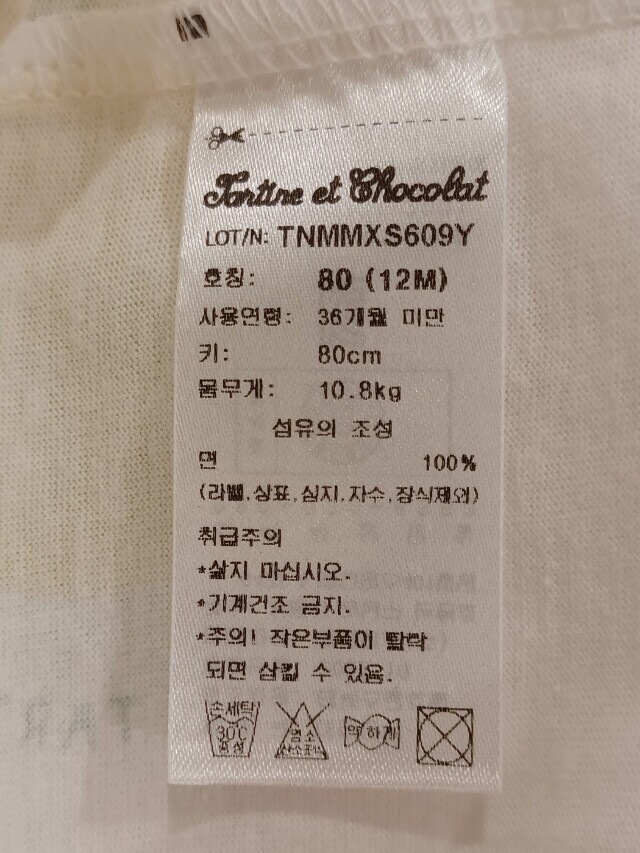 Tartine et Chocolat
LOT/N: TNMMXS609Y
호칭: 80 (12M)
사용연령: 36개월 미만
키: 80cm
몸무게: 10.8kg
섬유의 조성
면 100%
(라벨,상표,심지,자수,장식제외)
취급주의
*삶지 마십시오.
*기계건조 금지.
*주의! 작은부품이 탈락
되면 삼킬 수 있음.
손세탁 30℃ 중성 염소 산소표백 약하게